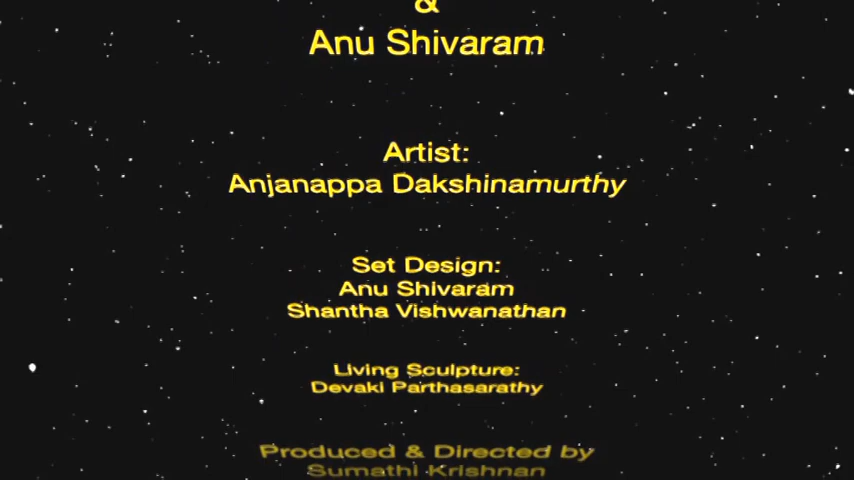 &
Anu Shivaram
Artist:
Anjanappa Dakshinamurthy
Set Design:
Anu Shivaram
Shantha Vishwanathan
Living Sculpture:
Devaki Parthasarathy
Produced & Directed by
Sumathi Krishnan